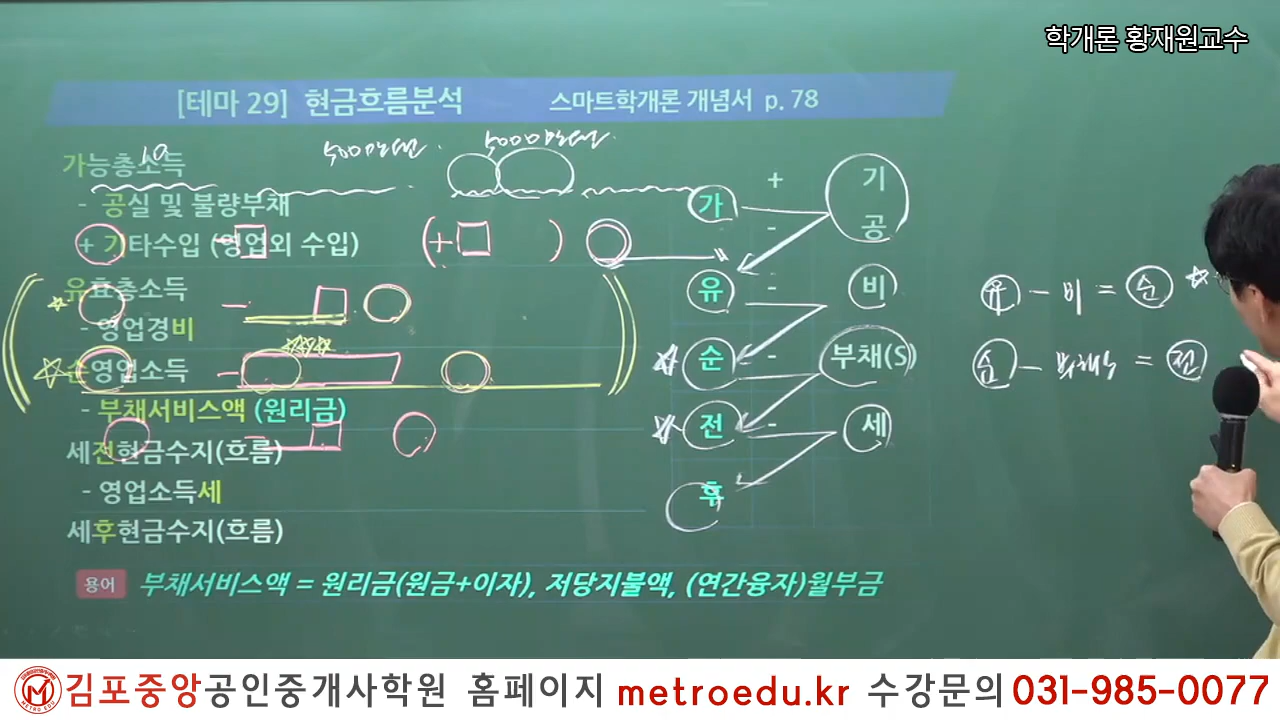 학개론 황재원교수
[테마 29] 현금흐름분석 스마트학개론 개념서 p. 78
5000만원.
5000만원.
가능총소득
- 공실 및 불량부채
+ 기타수입 (영업외 수입)
유효총소득
- 영업경비
순영업소득
- 부채서비스액 (원리금)
세전현금수지(흐름)
- 영업소득세
세후현금수지(흐름)
가 + 기
- 공
유 - 비
순 - 부채(S)
전 - 세
후
유 - 비 = 순
순 - 부채s = 전
용어 부채서비스액 = 원리금(원금+이자), 저당지불액, (연간융자)월부금
김포중앙공인중개사학원 홈페이지 metroedu.kr 수강문의 031-985-0077
METRO EDU